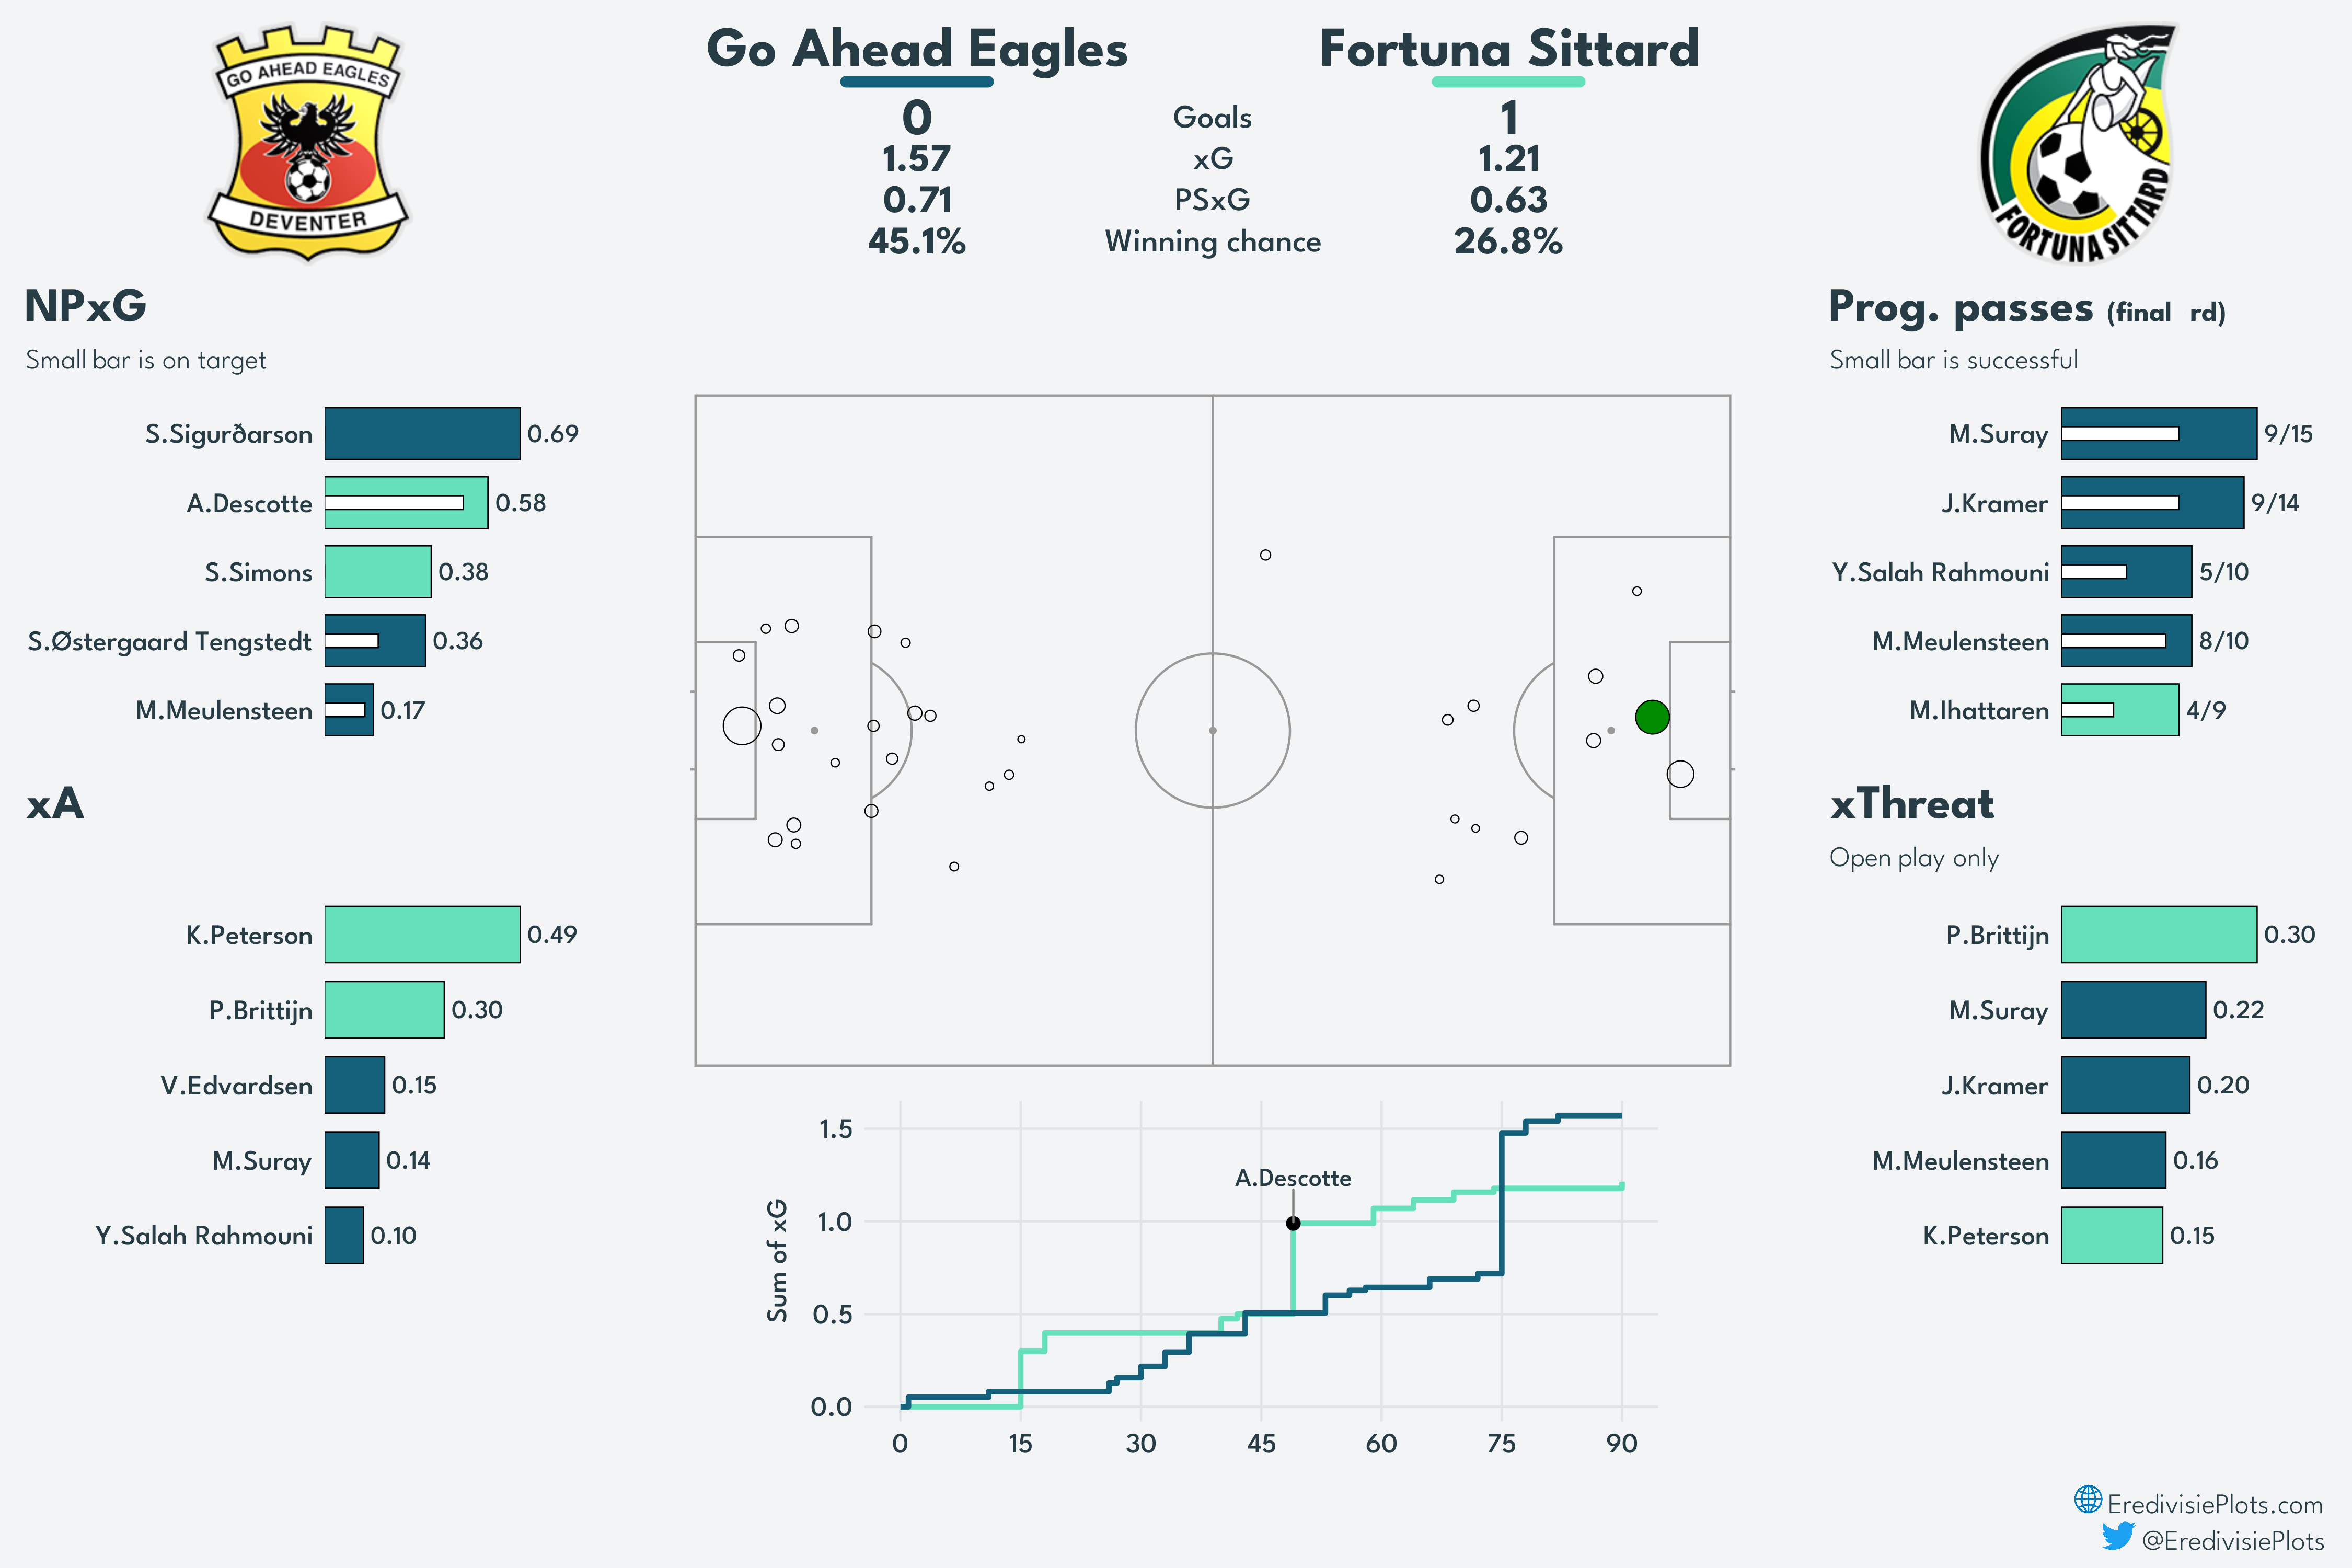 GO AHEAD EAGLES
DEVENTER
Go Ahead Eagles
Fortuna Sittard
0 Goals 1
1.57 xG 1.21
0.71 PSxG 0.63
45.1% Winning chance 26.8%
FORTUNA SITTARD
NPxG
Small bar is on target
S.Sigurðarson 0.69
A.Descotte 0.58
S.Simons 0.38
S.Østergaard Tengstedt 0.36
M.Meulensteen 0.17
xA
K.Peterson 0.49
P.Brittijn 0.30
V.Edvardsen 0.15
M.Suray 0.14
Y.Salah Rahmouni 0.10
A.Descotte
Sum of xG
1.5
1.0
0.5
0.0
0 15 30 45 60 75 90
Prog. passes (final rd)
Small bar is successful
M.Suray 9/15
J.Kramer 9/14
Y.Salah Rahmouni 5/10
M.Meulensteen 8/10
M.Ihattaren 4/9
xThreat
Open play only
P.Brittijn 0.30
M.Suray 0.22
J.Kramer 0.20
M.Meulensteen 0.16
K.Peterson 0.15
EredivisiePlots.com
@EredivisiePlots